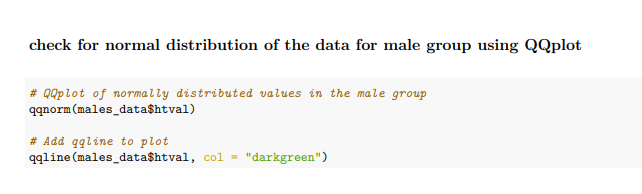 check for normal distribution of the data for male group using QQplot
# QQplot of normally distributed values in the male group
qqnorm(males_data$htval)
# Add qqline to plot
qqline(males_data$htval, col = "darkgreen")